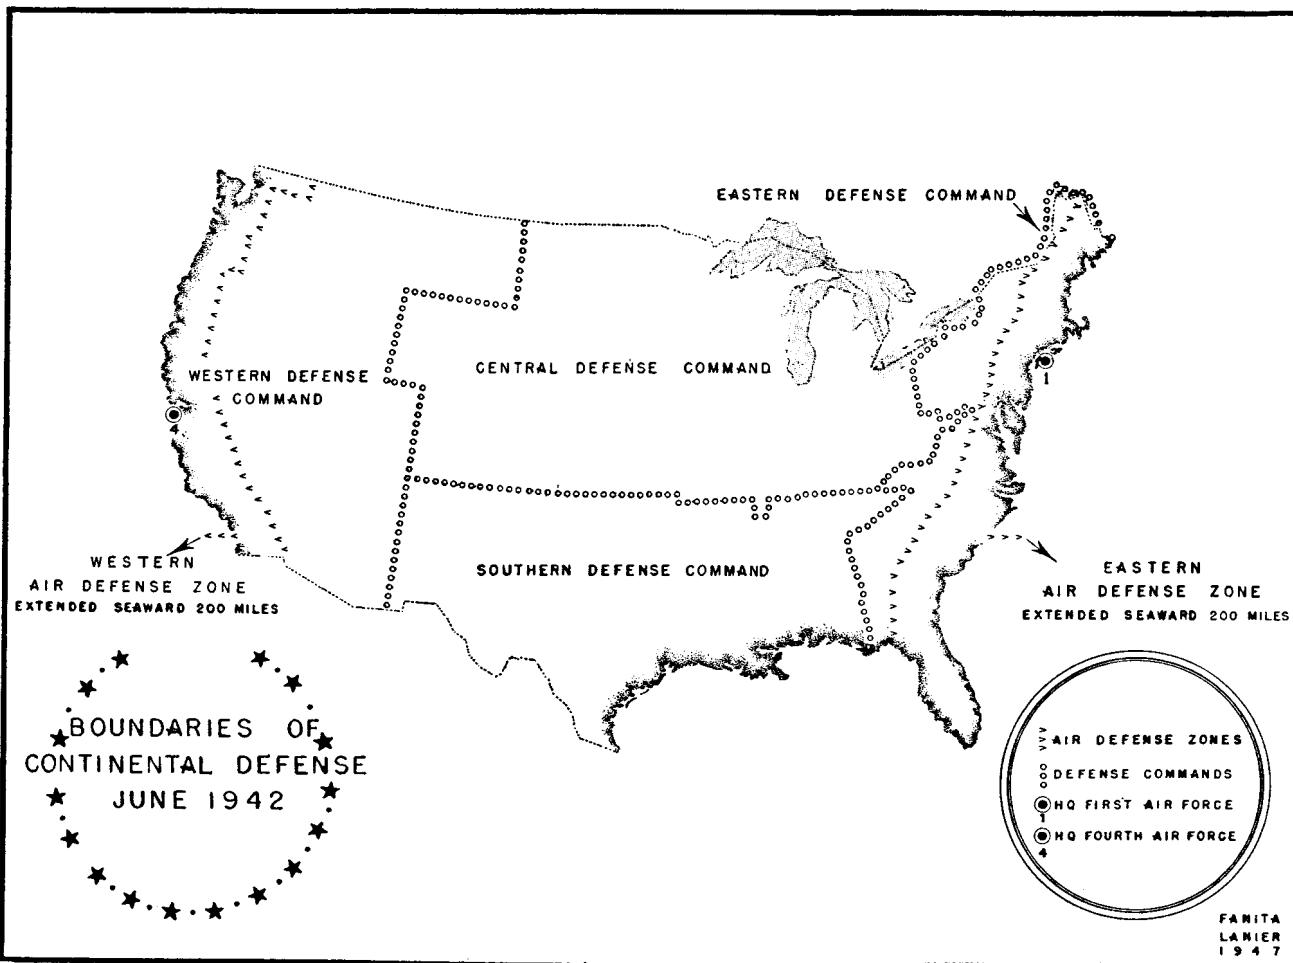 EASTERN DEFENSE COMMAND
WESTERN DEFENSE
COMMAND
CENTRAL DEFENSE COMMAND
1
4
SOUTHERN DEFENSE COMMAND
WESTERN
AIR DEFENSE ZONE
EXTENDED SEAWARD 200 MILES
EASTERN
AIR DEFENSE ZONE
EXTENDED SEAWARD 200 MILES
BOUNDARIES OF
CONTINENTAL DEFENSE
JUNE 1942
AIR DEFENSE ZONES
DEFENSE COMMANDS
HQ FIRST AIR FORCE
1
HQ FOURTH AIR FORCE
4
FANITA
LANIER
1947